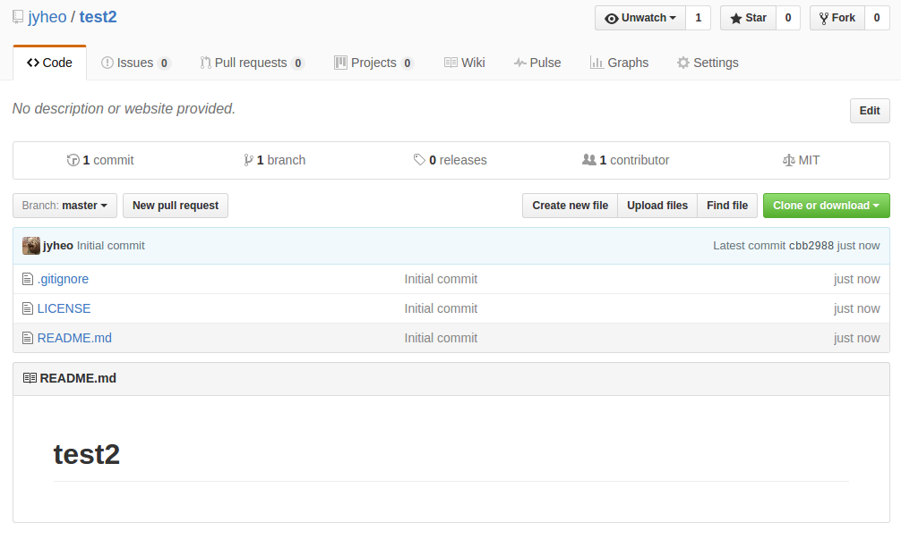 jyheo / test2 Unwatch 1 Star 0 Fork 0
Code Issues 0 Pull requests 0 Projects 0 Wiki Pulse Graphs Settings
No description or website provided. Edit
1 commit 1 branch 0 releases 1 contributor MIT
Branch: master New pull request Create new file Upload files Find file Clone or download
jyheo Initial commit Latest commit cbb2988 just now
.gitignore Initial commit just now
LICENSE Initial commit just now
README.md Initial commit just now
README.md
test2